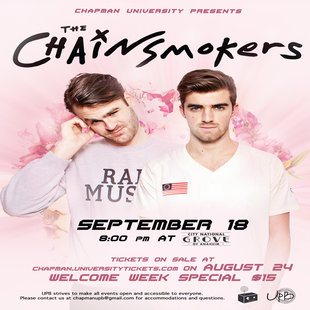 CHAPMAN UNIVERSITY PRESENTS
THE
CHAINSMOKERS
RAD
MUS
SEPTEMBER 18
8:00 PM AT CITY NATIONAL GROVE OF ANAHEIM
TICKETS ON SALE AT
CHAPMAN.UNIVERSITYTICKETS.COM ON AUGUST 24
WELCOME WEEK SPECIAL $15
UPB strives to make all events open and accessible to everyone.
Please contact us at chapmanupb@gmail.com for accommodations and questions.
UPB